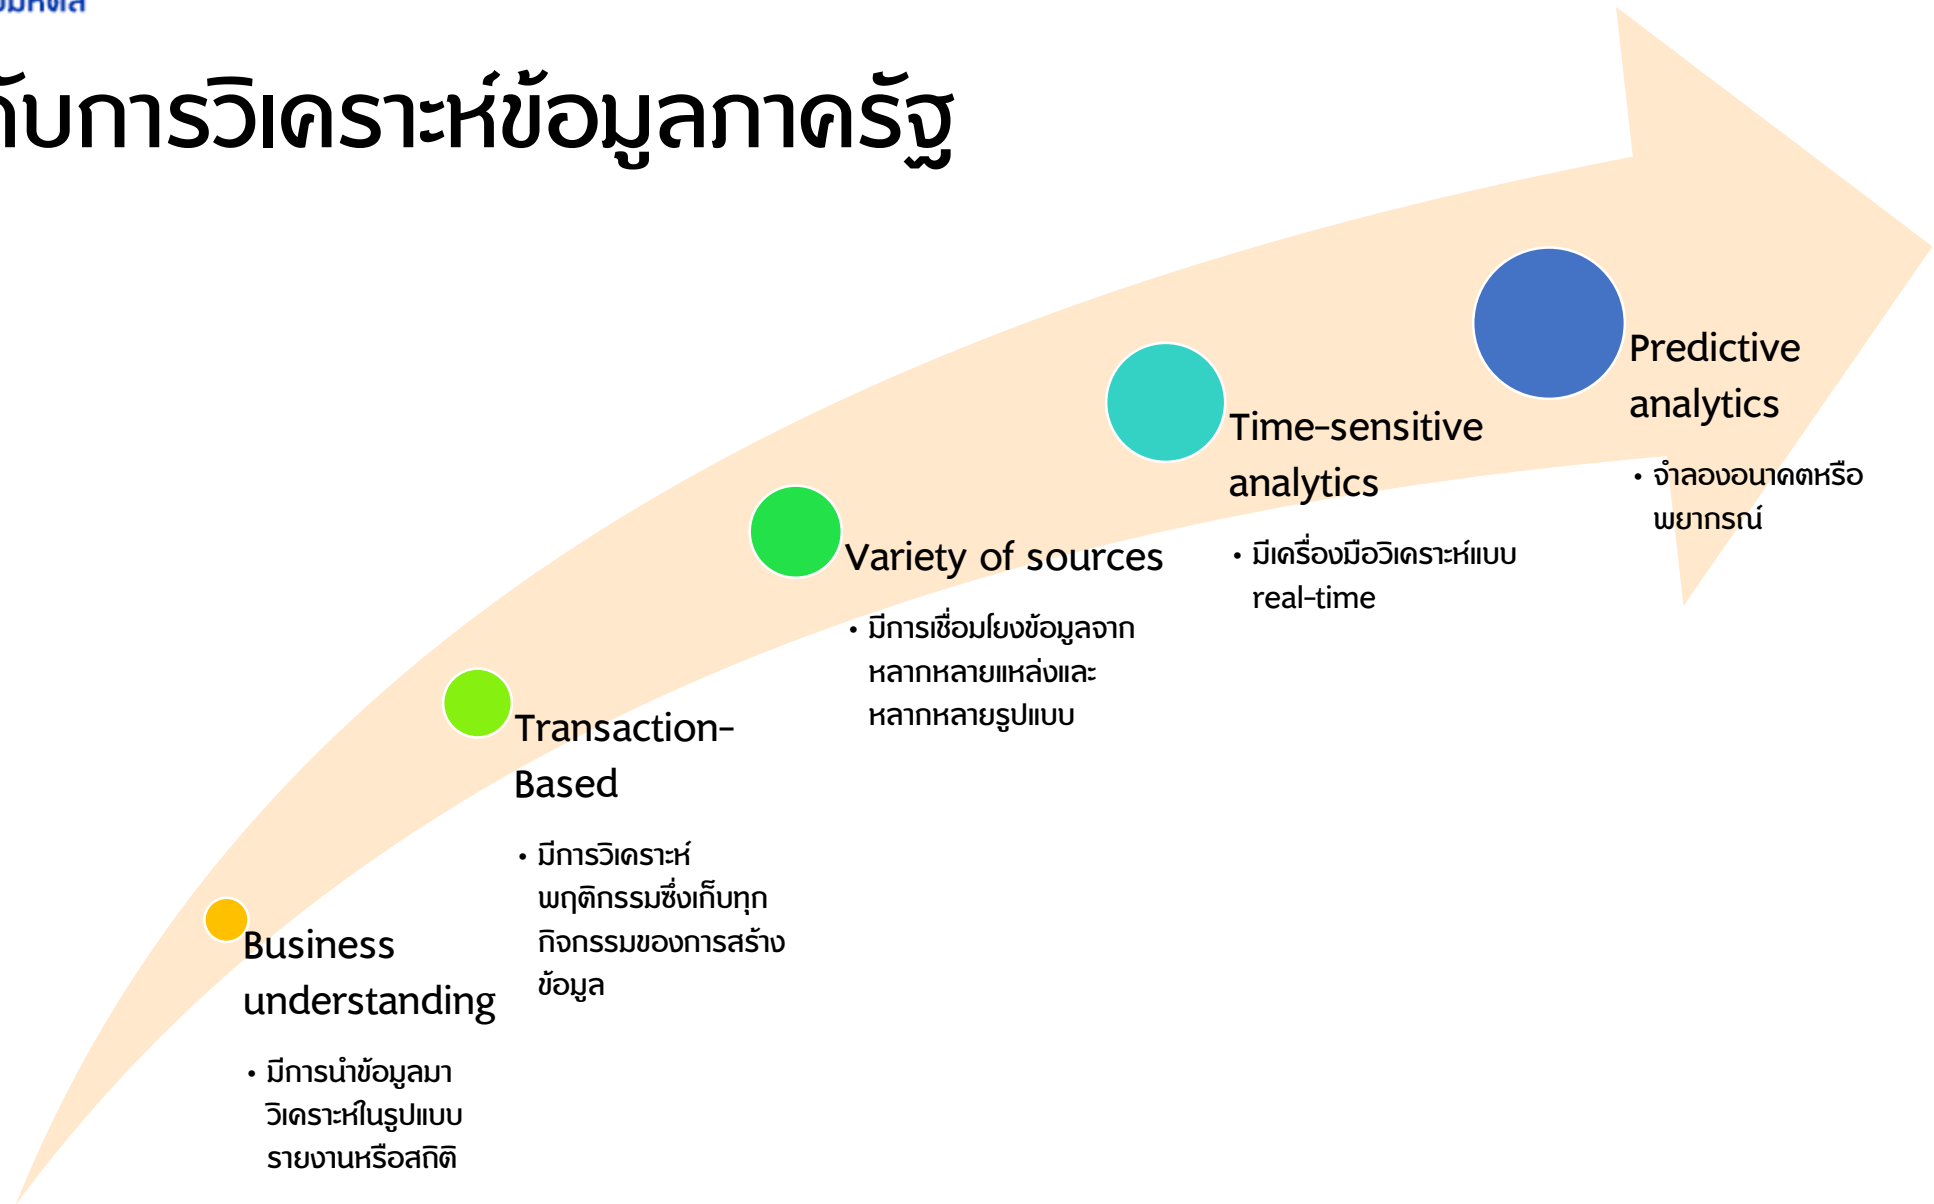 ับการวิเคราะห์ข้อมูลภาครัฐ
Predictive
analytics
• จำลองอนาคตหรือ
พยากรณ์
Time-sensitive
analytics
• มีเครื่องมือวิเคราะห์แบบ
real-time
Variety of sources
• มีการเชื่อมโยงข้อมูลจาก
หลากหลายแหล่งและ
หลากหลายรูปแบบ
Transaction-
Based
• มีการวิเคราะห์
พฤติกรรมซึ่งเก็บทุก
กิจกรรมของการสร้าง
ข้อมูล
Business
understanding
• มีการนำข้อมูลมา
วิเคราะห์ในรูปแบบ
รายงานหรือสถิติ